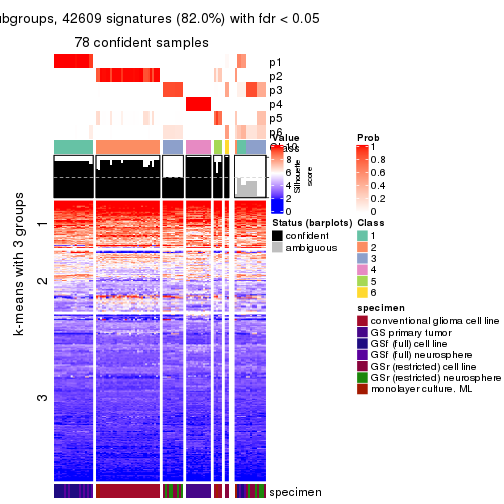 ubgroups, 42609 signatures (82.0%) with fdr < 0.05
78 confident samples
p1
p2
p3
p4
p5
p6
Class
Value
8
6
4
2
0
Silhouette
score
Prob
1
0.8
0.6
0.4
0.2
0
Status (barplots)
confident
ambiguous
Class
1
2
3
4
5
6
specimen
conventional glioma cell line
GS primary tumor
GSf (full) cell line
GSf (full) neurosphere
GSr (restricted) cell line
GSr (restricted) neurosphere
monolayer culture, ML
k-means with 3 groups
1
2
3
specimen